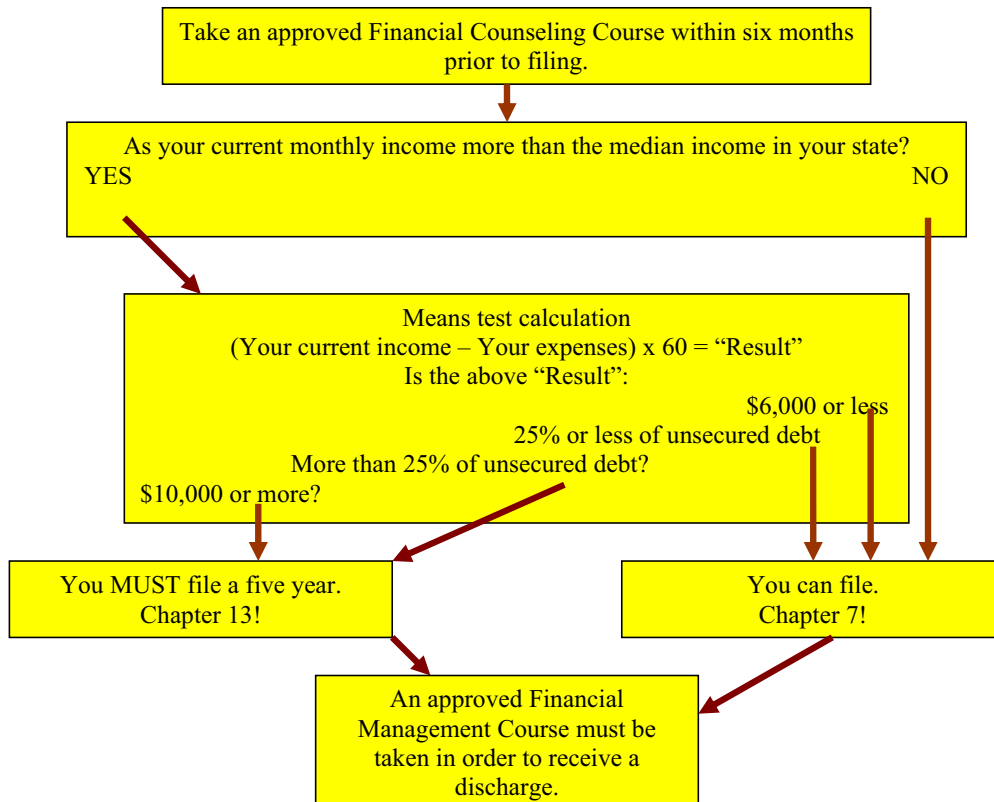 Take an approved Financial Counseling Course within six months
prior to filing.
As your current monthly income more than the median income in your state?
YES NO
Means test calculation
(Your current income – Your expenses) x 60 = “Result”
Is the above “Result”:
$6,000 or less
25% or less of unsecured debt
More than 25% of unsecured debt?
$10,000 or more?
You MUST file a five year.
Chapter 13!
You can file.
Chapter 7!
An approved Financial
Management Course must be
taken in order to receive a
discharge.